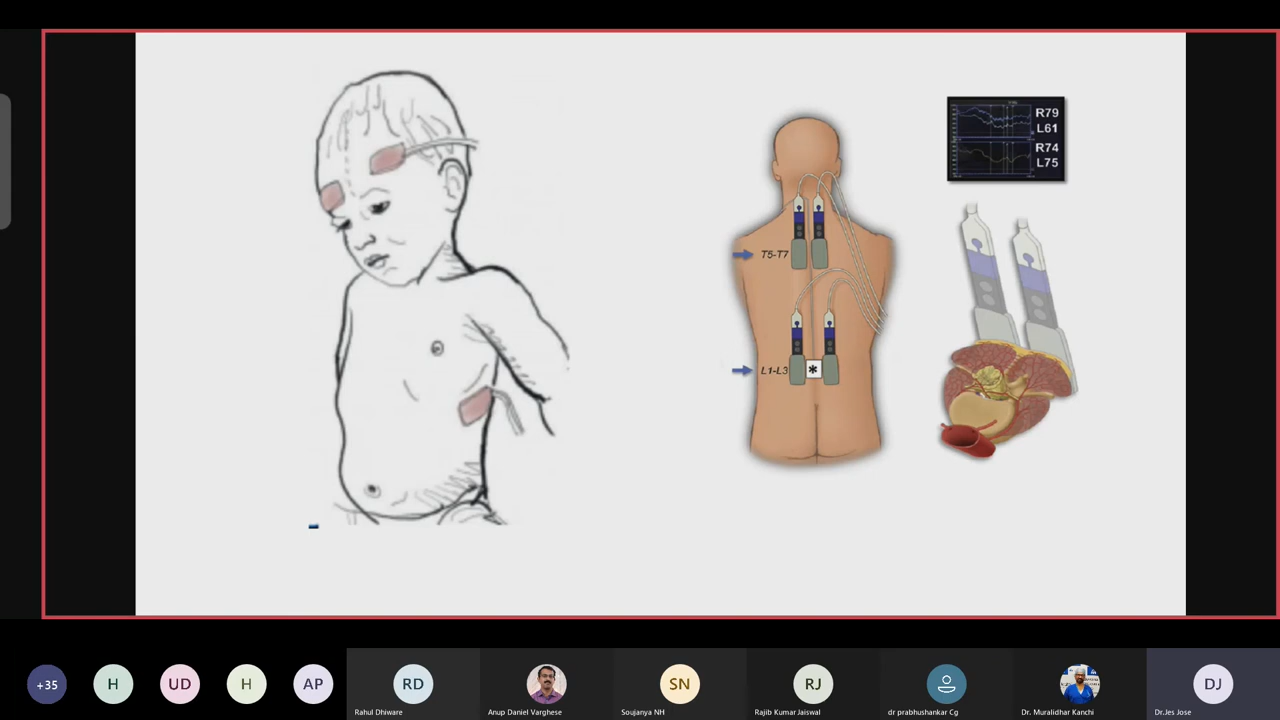 R79
L61
R74
L75
T5-T7
L1-L3
*
+35
H
UD
H
AP
RD
SN
RJ
DJ
Rahul Dhiware
Anup Daniel Varghese
Soujanya NH
Rajib Kumar Jaiswal
dr prabhushankar Cg
Dr. Muralidhar Kanchi
Dr.Jes Jose